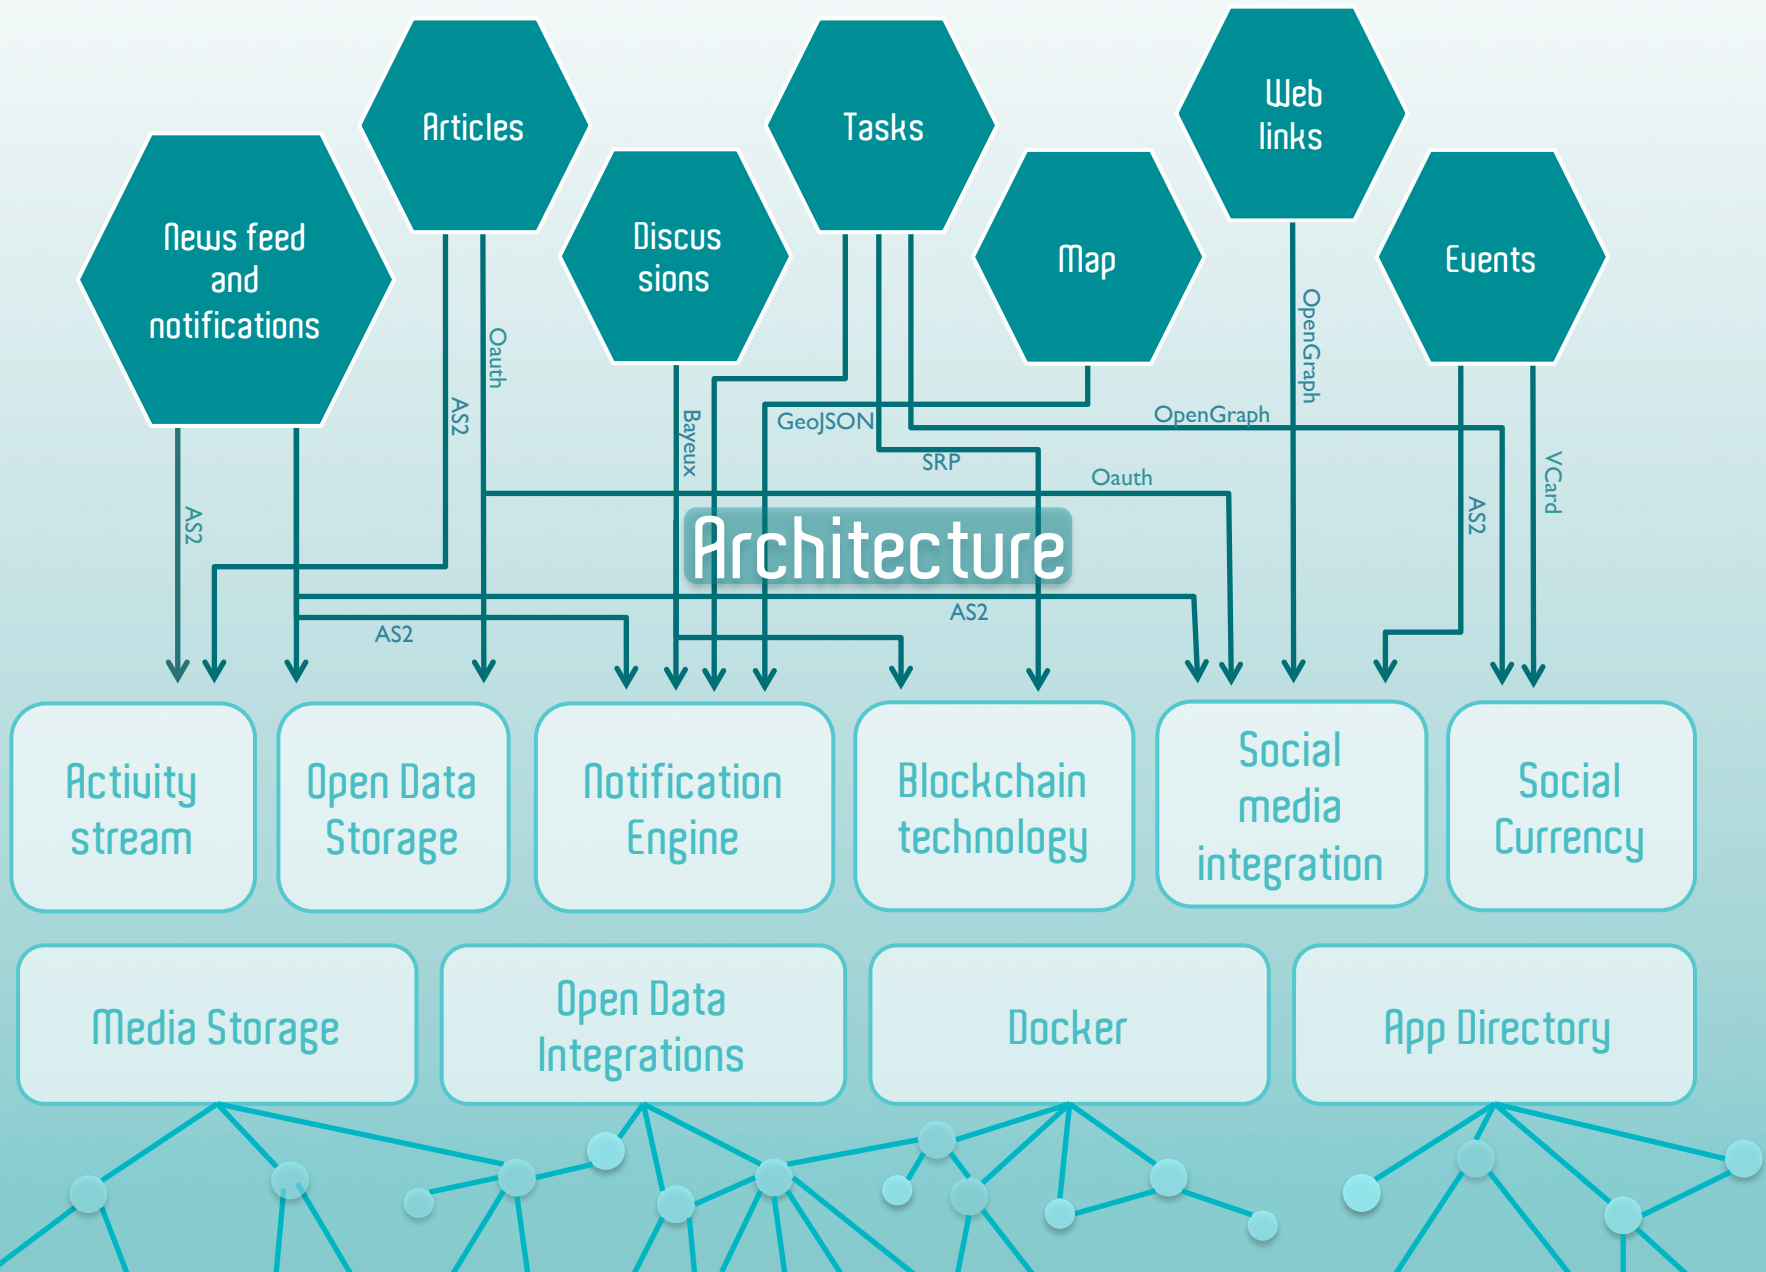 Web
links
Articles
Tasks
News feed
and
notifications
Discus
sions
Map
Events
OpenGraph
Oauth
AS2
Bayeux
GeoJSON
OpenGraph
SRP
Oauth
VCard
AS2
AS2
Architecture
AS2
AS2
Activity
stream
Open Data
Storage
Notification
Engine
Blockchain
technology
Social
media
integration
Social
Currency
Media Storage
Open Data
Integrations
Docker
App Directory